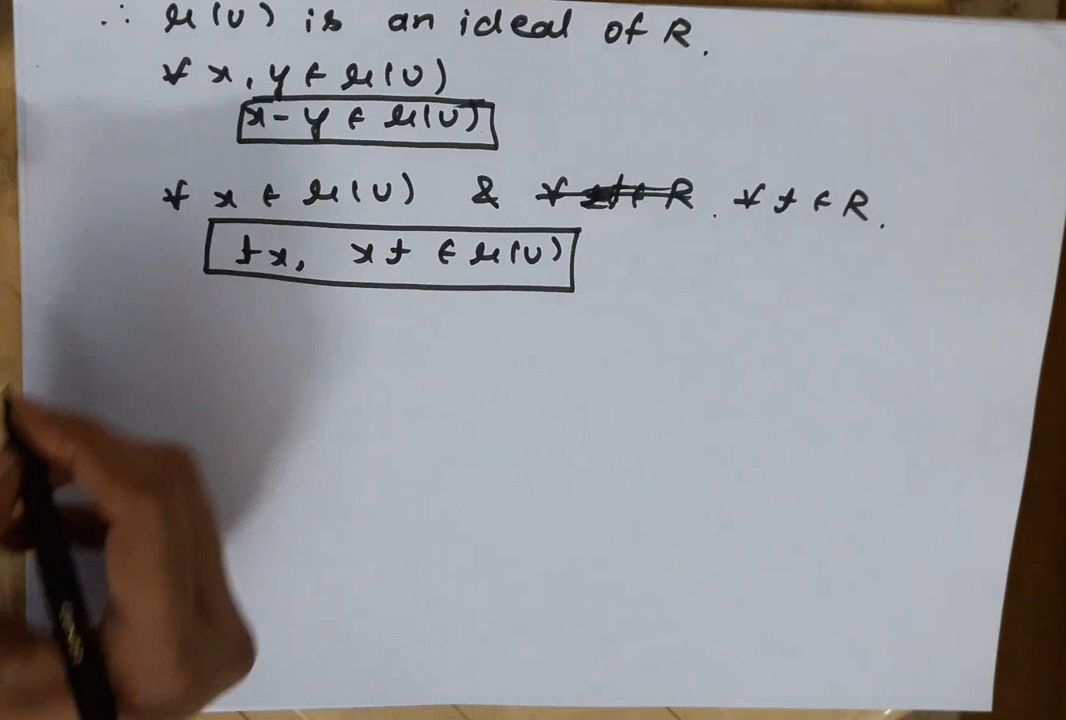 ∴ r(U) is an ideal of R.
∀ x, y ∈ r(U)
x - y ∈ r(U)
∀ x ∈ r(U) & ∀ t ∈ R.
tx, xt ∈ r(U)